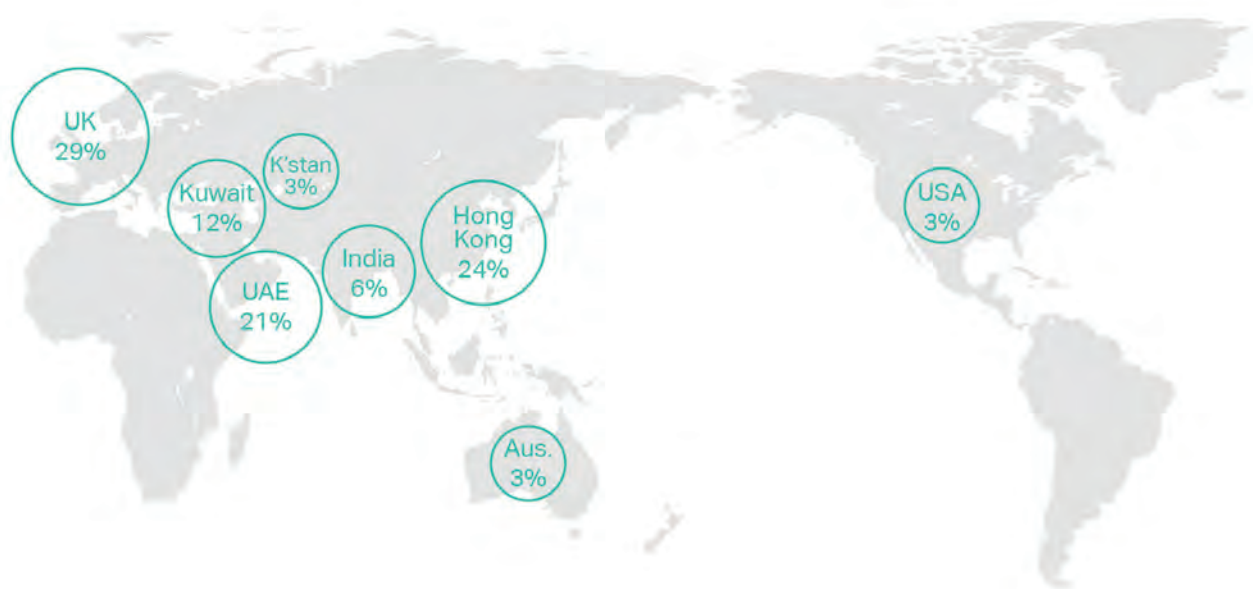 UK
29%
K'stan
3%
Kuwait
12%
USA
3%
Hong
Kong
24%
India
6%
UAE
21%
Aus.
3%